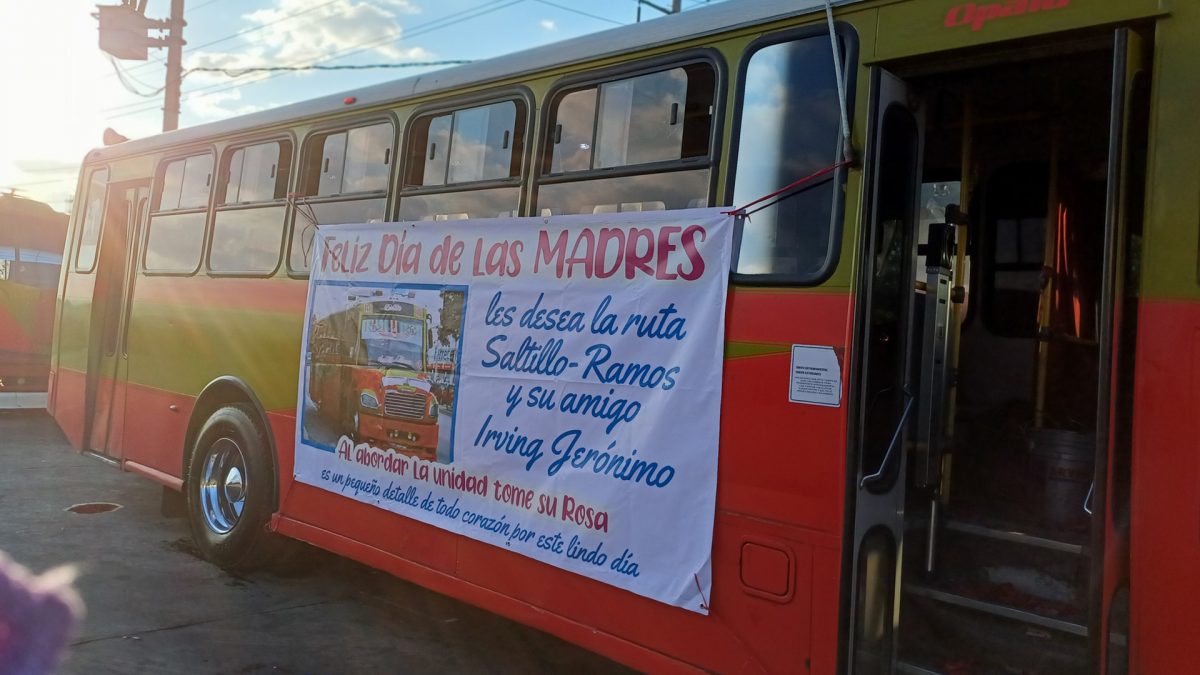 Opalo
Feliz Día de las MADRES
les desea la ruta
Saltillo-Ramos
y su amigo
Irving Jerónimo
Al abordar la unidad tome su Rosa
es un pequeño detalle de todo corazón por este lindo día